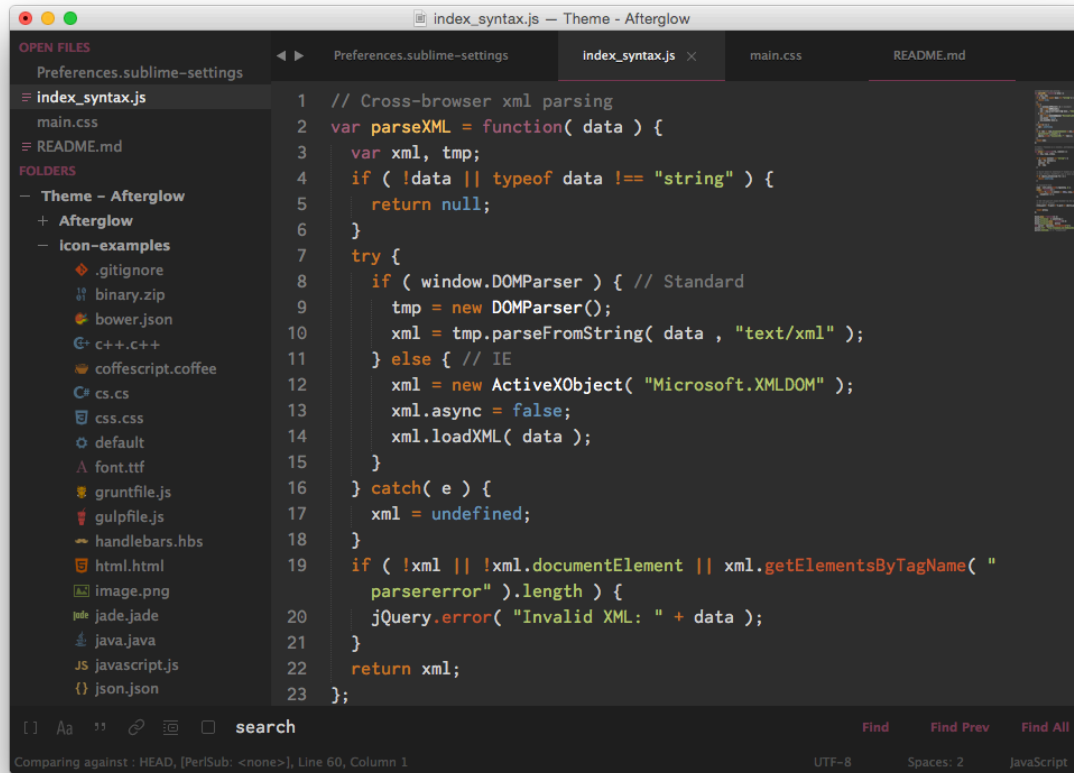 index_syntax.js — Theme - Afterglow
OPEN FILES
Preferences.sublime-settings
index_syntax.js
main.css
README.md
FOLDERS
Theme - Afterglow
Afterglow
icon-examples
.gitignore
binary.zip
bower.json
c++.c++
coffescript.coffee
cs.cs
css.css
default
font.ttf
gruntfile.js
gulpfile.js
handlebars.hbs
html.html
image.png
jade.jade
java.java
JS javascript.js
{} json.json
Preferences.sublime-settings index_syntax.js × main.css README.md
1 // Cross-browser xml parsing
2 var parseXML = function( data ) {
3 var xml, tmp;
4 if ( !data || typeof data !== "string" ) {
5 return null;
6 }
7 try {
8 if ( window.DOMParser ) { // Standard
9 tmp = new DOMParser();
10 xml = tmp.parseFromString( data , "text/xml" );
11 } else { // IE
12 xml = new ActiveXObject( "Microsoft.XMLDOM" );
13 xml.async = false;
14 xml.loadXML( data );
15 }
16 } catch( e ) {
17 xml = undefined;
18 }
19 if ( !xml || !xml.documentElement || xml.getElementsByTagName( "
parsererror" ).length ) {
20 jQuery.error( "Invalid XML: " + data );
21 }
22 return xml;
23 };
[] Aa ” search Find Find Prev Find All
Comparing against : HEAD, [PerlSub: <none>], Line 60, Column 1 UTF-8 Spaces: 2 JavaScript